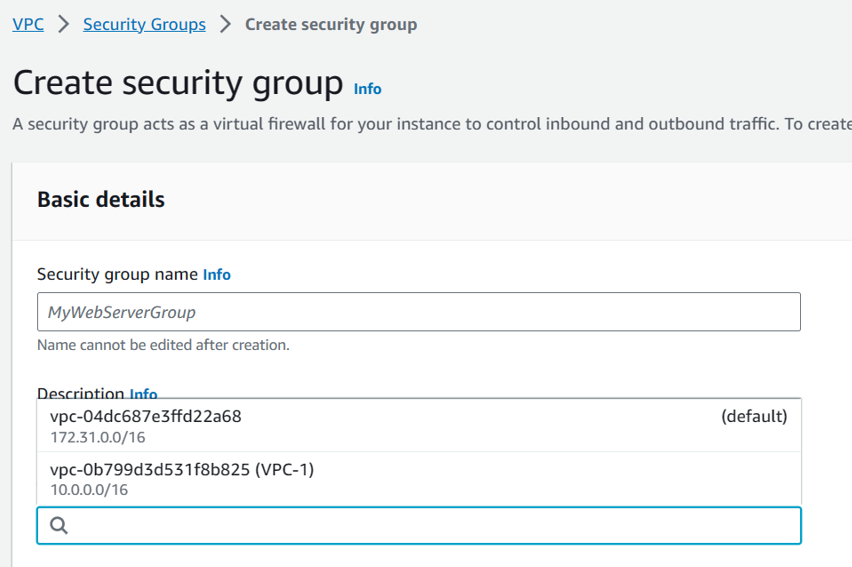 VPC > Security Groups > Create security group
Create security group Info
A security group acts as a virtual firewall for your instance to control inbound and outbound traffic. To create
Basic details
Security group name Info
MyWebServerGroup
Name cannot be edited after creation.
Description Info
vpc-04dc687e3ffd22a68 (default)
172.31.0.0/16
vpc-0b799d3d531f8b825 (VPC-1)
10.0.0.0/16